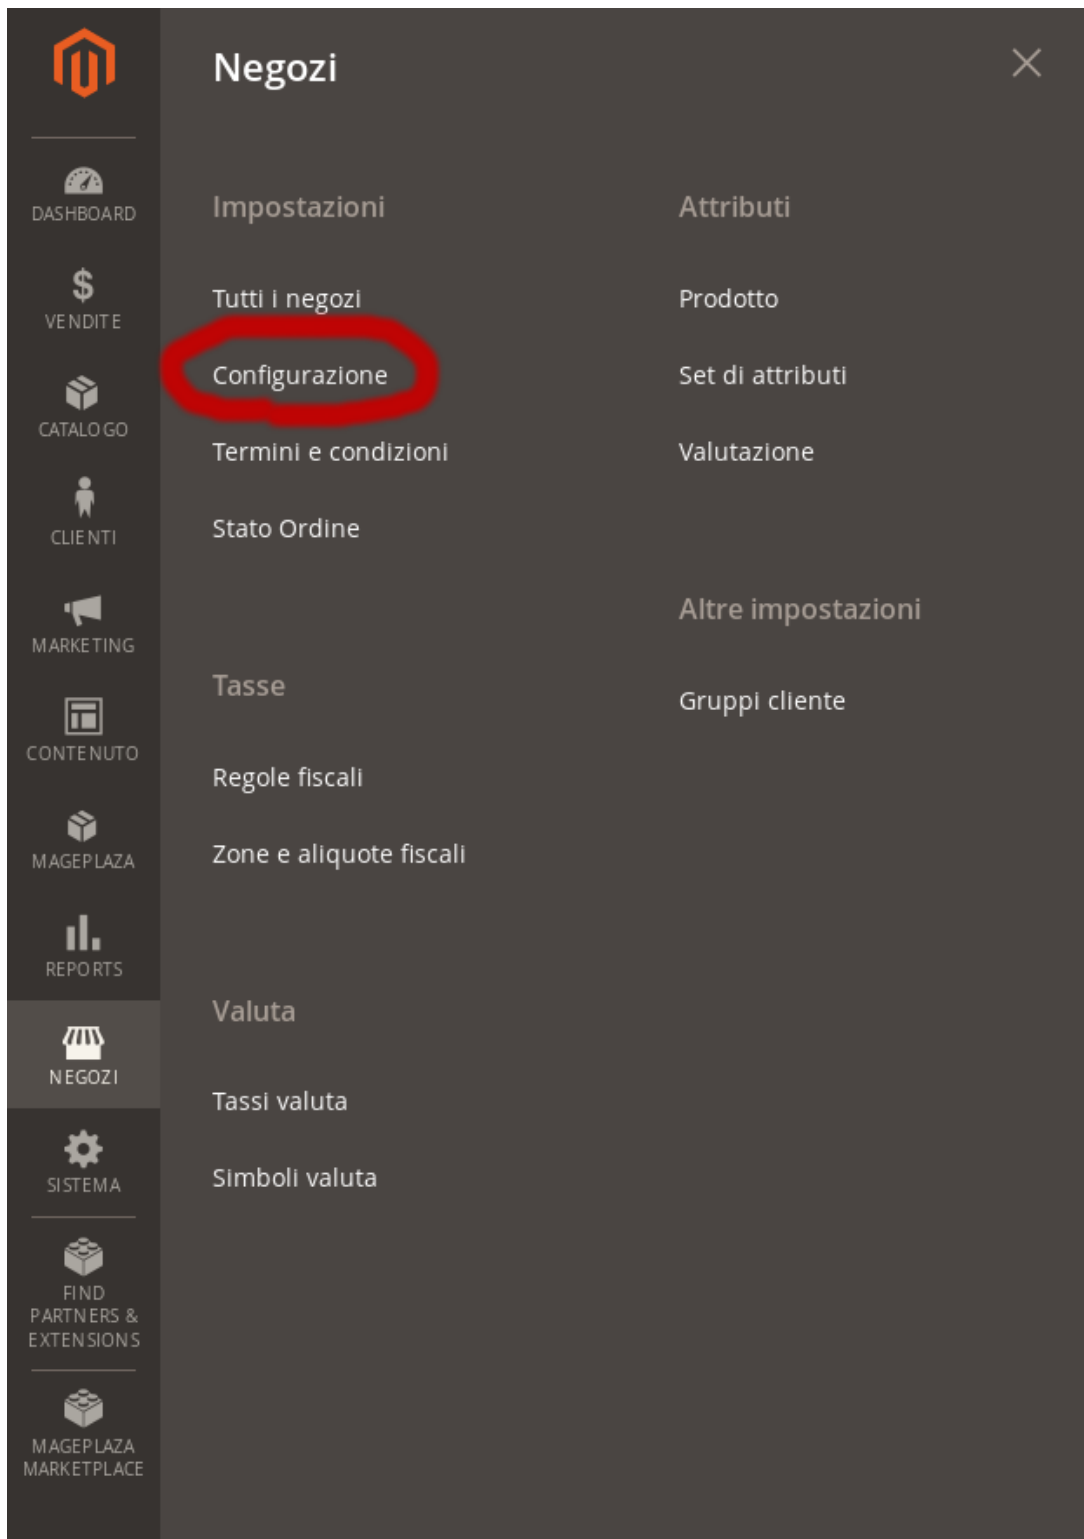 DASHBOARD
VENDITE
CATALOGO
CLIENTI
MARKETING
CONTENUTO
MAGEPLAZA
REPORTS
NEGOZI
SISTEMA
FIND
PARTNERS &
EXTENSIONS
MAGEPLAZA
MARKETPLACE
Negozi
Impostazioni
Tutti i negozi
Configurazione
Termini e condizioni
Stato Ordine
Tasse
Regole fiscali
Zone e aliquote fiscali
Valuta
Tassi valuta
Simboli valuta
Attributi
Prodotto
Set di attributi
Valutazione
Altre impostazioni
Gruppi cliente